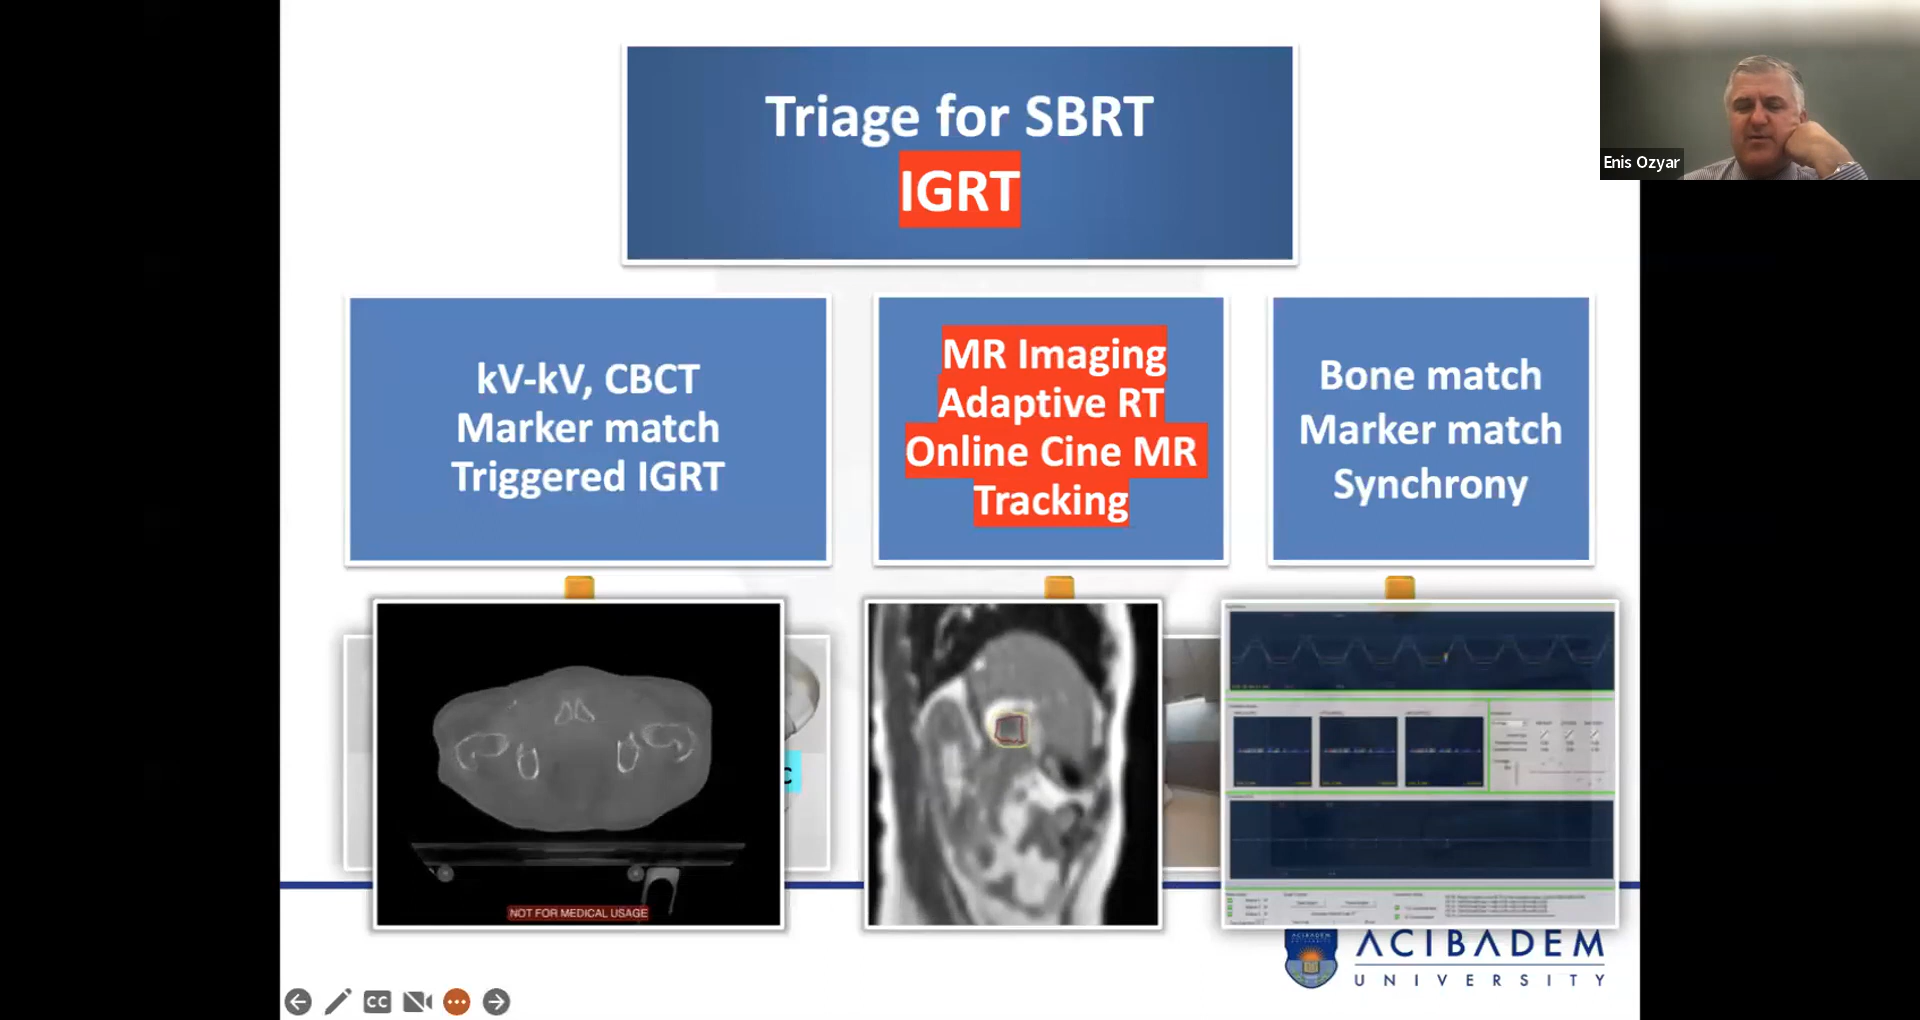 Triage for SBRT
IGRT
Enis Ozyar
kV-kV, CBCT
Marker match
Triggered IGRT
MR Imaging
Adaptive RT
Online Cine MR
Tracking
Bone match
Marker match
Synchrony
C
NOT FOR MEDICAL USAGE
ACIBADEM
UNIVERSITY
CC